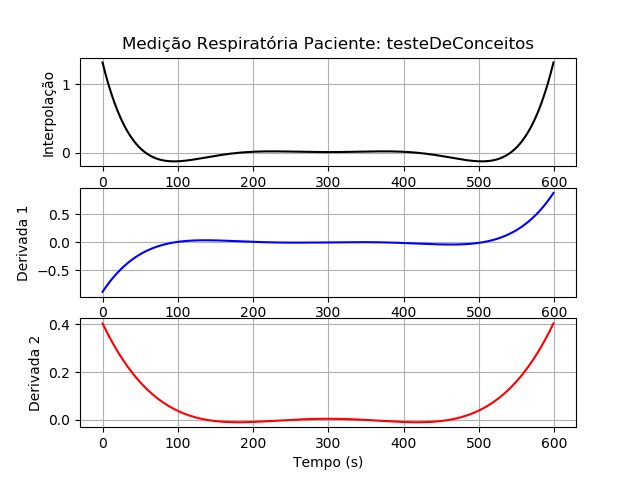 Medição Respiratória Paciente: testeDeConceitos
Interpolação
1
0
0 100 200 300 400 500 600
Derivada 1
0.5
0.0
−0.5
0 100 200 300 400 500 600
Derivada 2
0.4
0.2
0.0
0 100 200 300 400 500 600
Tempo (s)